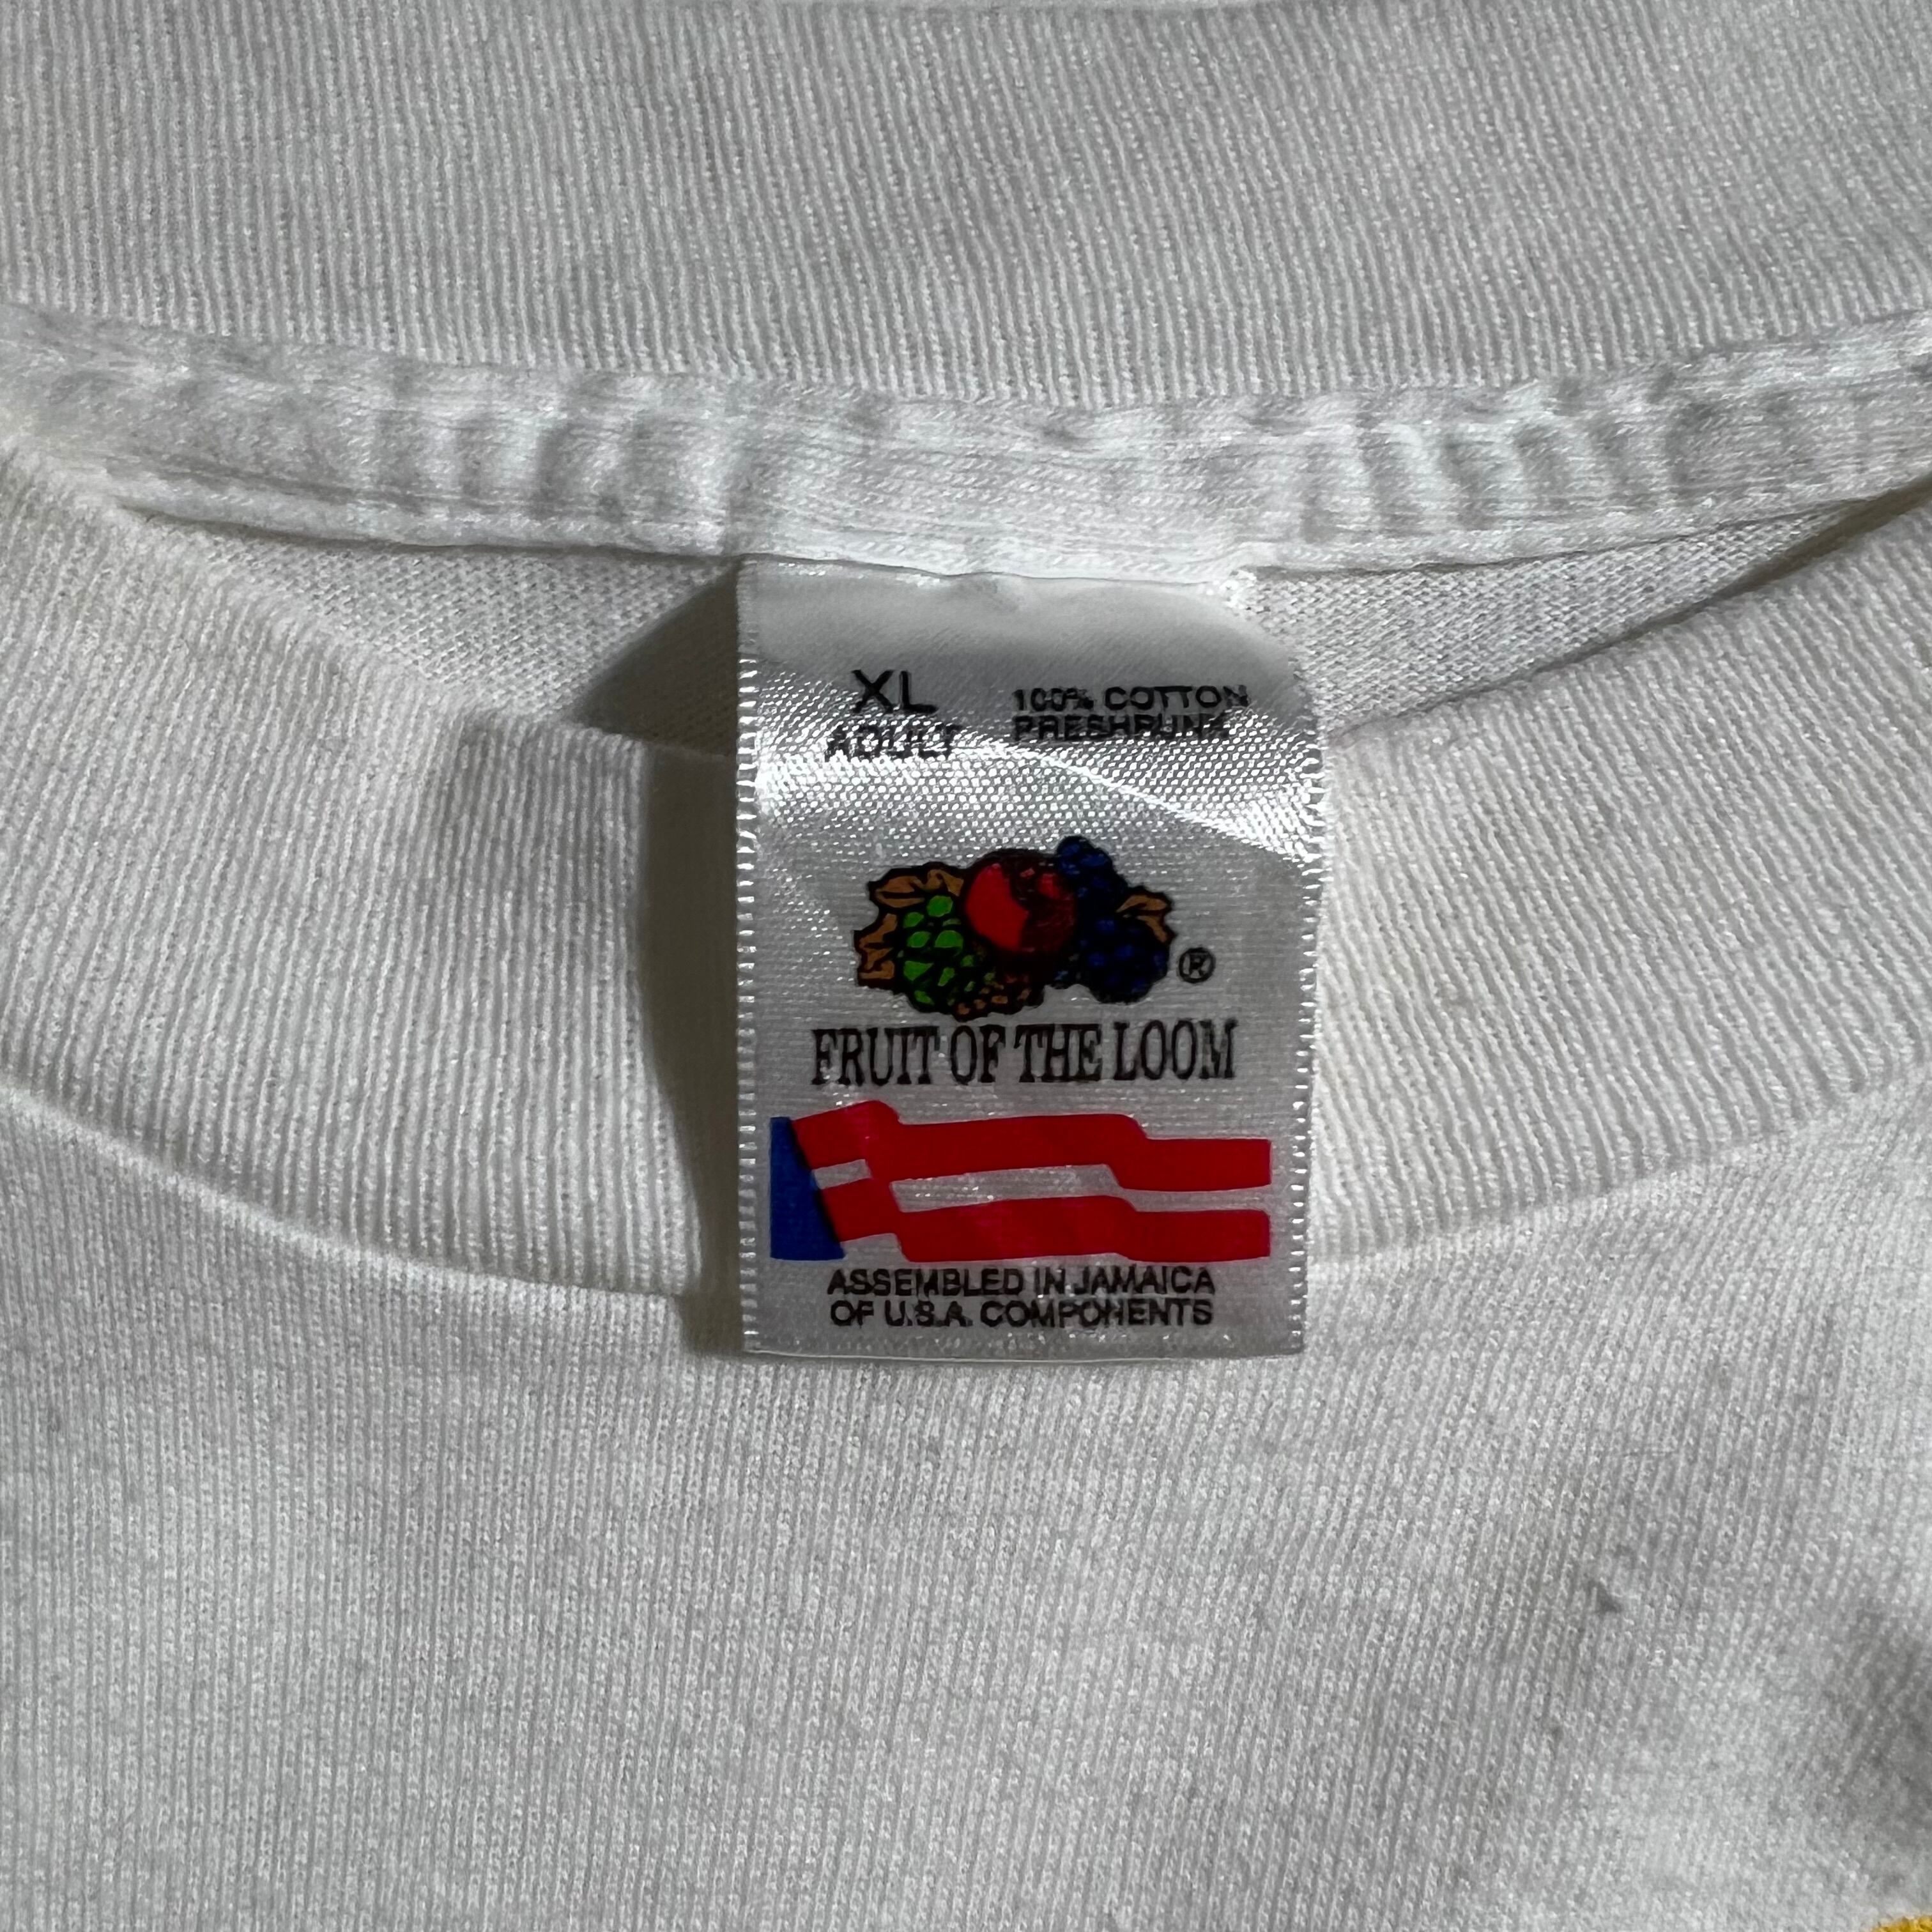 XL
ADULT
100% COTTON
PRESHRUNK
®
FRUIT OF THE LOOM
ASSEMBLED IN JAMAICA
OF U.S.A. COMPONENTS